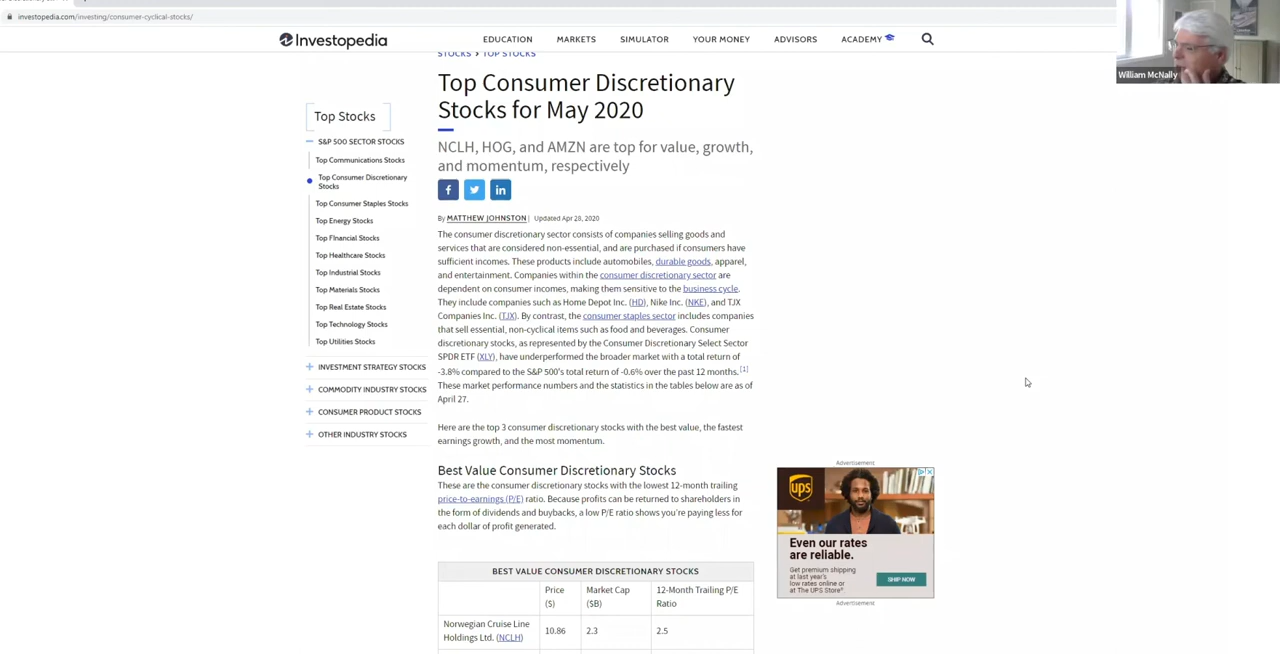 investopedia.com/investing/consumer-cyclical-stocks/
Investopedia
EDUCATION MARKETS SIMULATOR YOUR MONEY ADVISORS ACADEMY
William McNally
STOCKS > TOP STOCKS
Top Consumer Discretionary
Stocks for May 2020
NCLH, HOG, and AMZN are top for value, growth,
and momentum, respectively
Top Stocks
S&P 500 SECTOR STOCKS
Top Communications Stocks
Top Consumer Discretionary
Stocks
Top Consumer Staples Stocks
Top Energy Stocks
Top FInancial Stocks
Top Healthcare Stocks
Top Industrial Stocks
Top Materials Stocks
Top Real Estate Stocks
Top Technology Stocks
Top Utilities Stocks
INVESTMENT STRATEGY STOCKS
COMMODITY INDUSTRY STOCKS
CONSUMER PRODUCT STOCKS
OTHER INDUSTRY STOCKS
By MATTHEW JOHNSTON | Updated Apr 28, 2020
The consumer discretionary sector consists of companies selling goods and
services that are considered non-essential, and are purchased if consumers have
sufficient incomes. These products include automobiles, durable goods, apparel,
and entertainment. Companies within the consumer discretionary sector are
dependent on consumer incomes, making them sensitive to the business cycle.
They include companies such as Home Depot Inc. (HD), Nike Inc. (NKE), and TJX
Companies Inc. (TJX). By contrast, the consumer staples sector includes companies
that sell essential, non-cyclical items such as food and beverages. Consumer
discretionary stocks, as represented by the Consumer Discretionary Select Sector
SPDR ETF (XLY), have underperformed the broader market with a total return of
-3.8% compared to the S&P 500's total return of -0.6% over the past 12 months. [1]
These market performance numbers and the statistics in the tables below are as of
April 27.
Here are the top 3 consumer discretionary stocks with the best value, the fastest
earnings growth, and the most momentum.
Best Value Consumer Discretionary Stocks
These are the consumer discretionary stocks with the lowest 12-month trailing
price-to-earnings (P/E) ratio. Because profits can be returned to shareholders in
the form of dividends and buybacks, a low P/E ratio shows you're paying less for
each dollar of profit generated.
BEST VALUE CONSUMER DISCRETIONARY STOCKS
Price ($) Market Cap ($B) 12-Month Trailing P/E Ratio
Norwegian Cruise Line Holdings Ltd. (NCLH) 10.86 2.3 2.5
Advertisement
ups
Even our rates
are reliable.
Get premium shipping
at last year's
low rates online or
at The UPS Store®
SHIP NOW
Advertisement